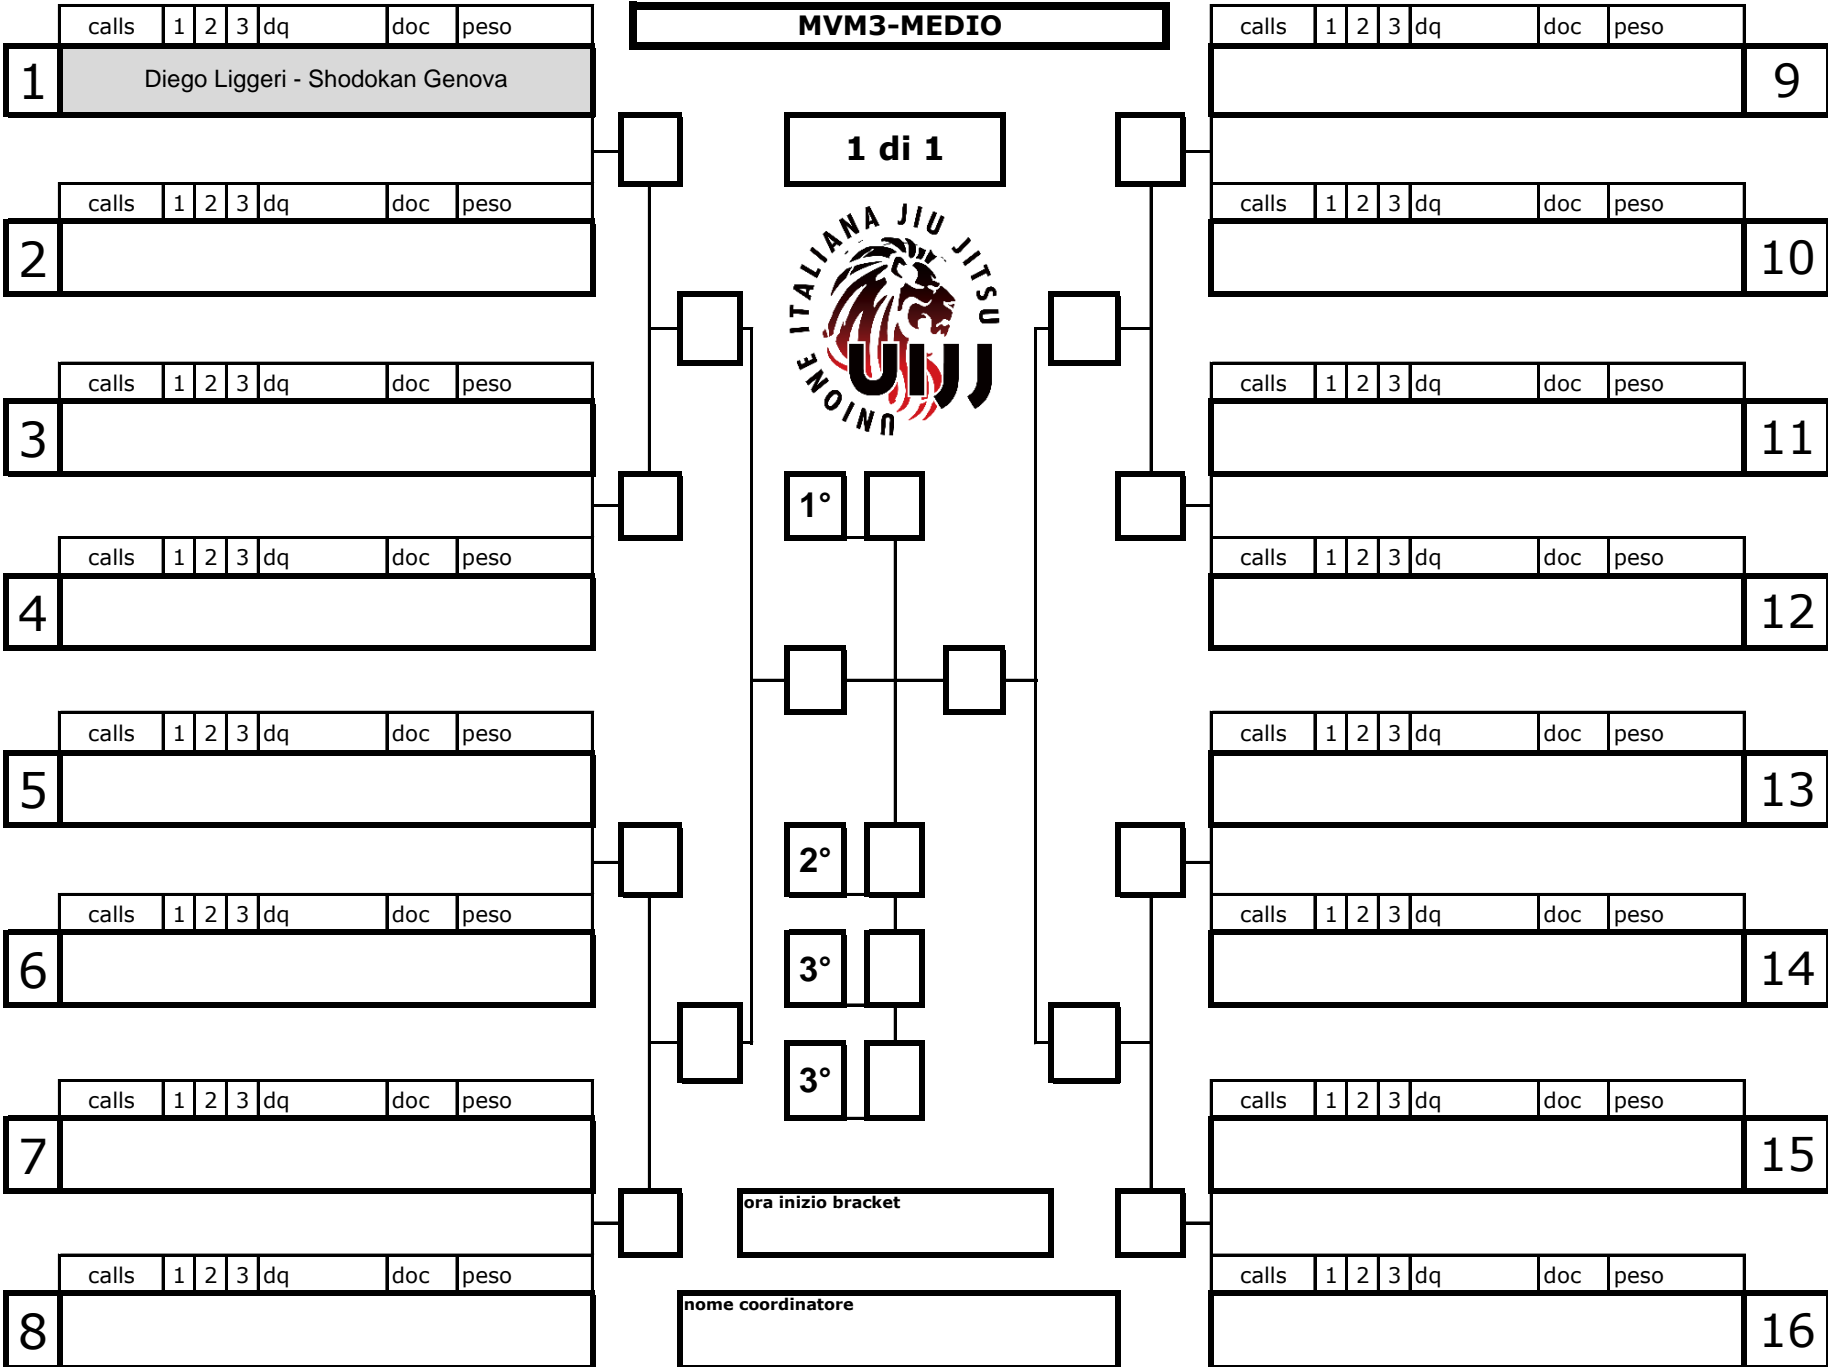 calls 1 2 3 dq doc peso
1 Diego Liggeri - Shodokan Genova
calls 1 2 3 dq doc peso
2
calls 1 2 3 dq doc peso
3
calls 1 2 3 dq doc peso
4
calls 1 2 3 dq doc peso
5
calls 1 2 3 dq doc peso
6
calls 1 2 3 dq doc peso
7
calls 1 2 3 dq doc peso
8
MVM3-MEDIO
1 di 1
UNIONE ITALIANA JIU JITSU
UIJJ
1°
2°
3°
3°
ora inizio bracket
nome coordinatore
calls 1 2 3 dq doc peso
9
calls 1 2 3 dq doc peso
10
calls 1 2 3 dq doc peso
11
calls 1 2 3 dq doc peso
12
calls 1 2 3 dq doc peso
13
calls 1 2 3 dq doc peso
14
calls 1 2 3 dq doc peso
15
calls 1 2 3 dq doc peso
16